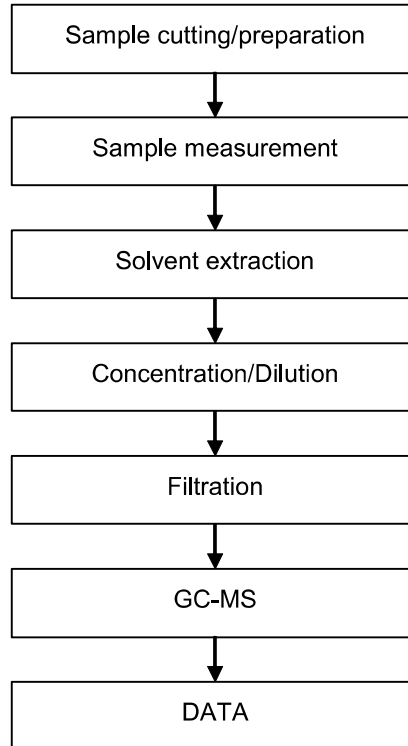 Sample cutting/preparation
Sample measurement
Solvent extraction
Concentration/Dilution
Filtration
GC-MS
DATA